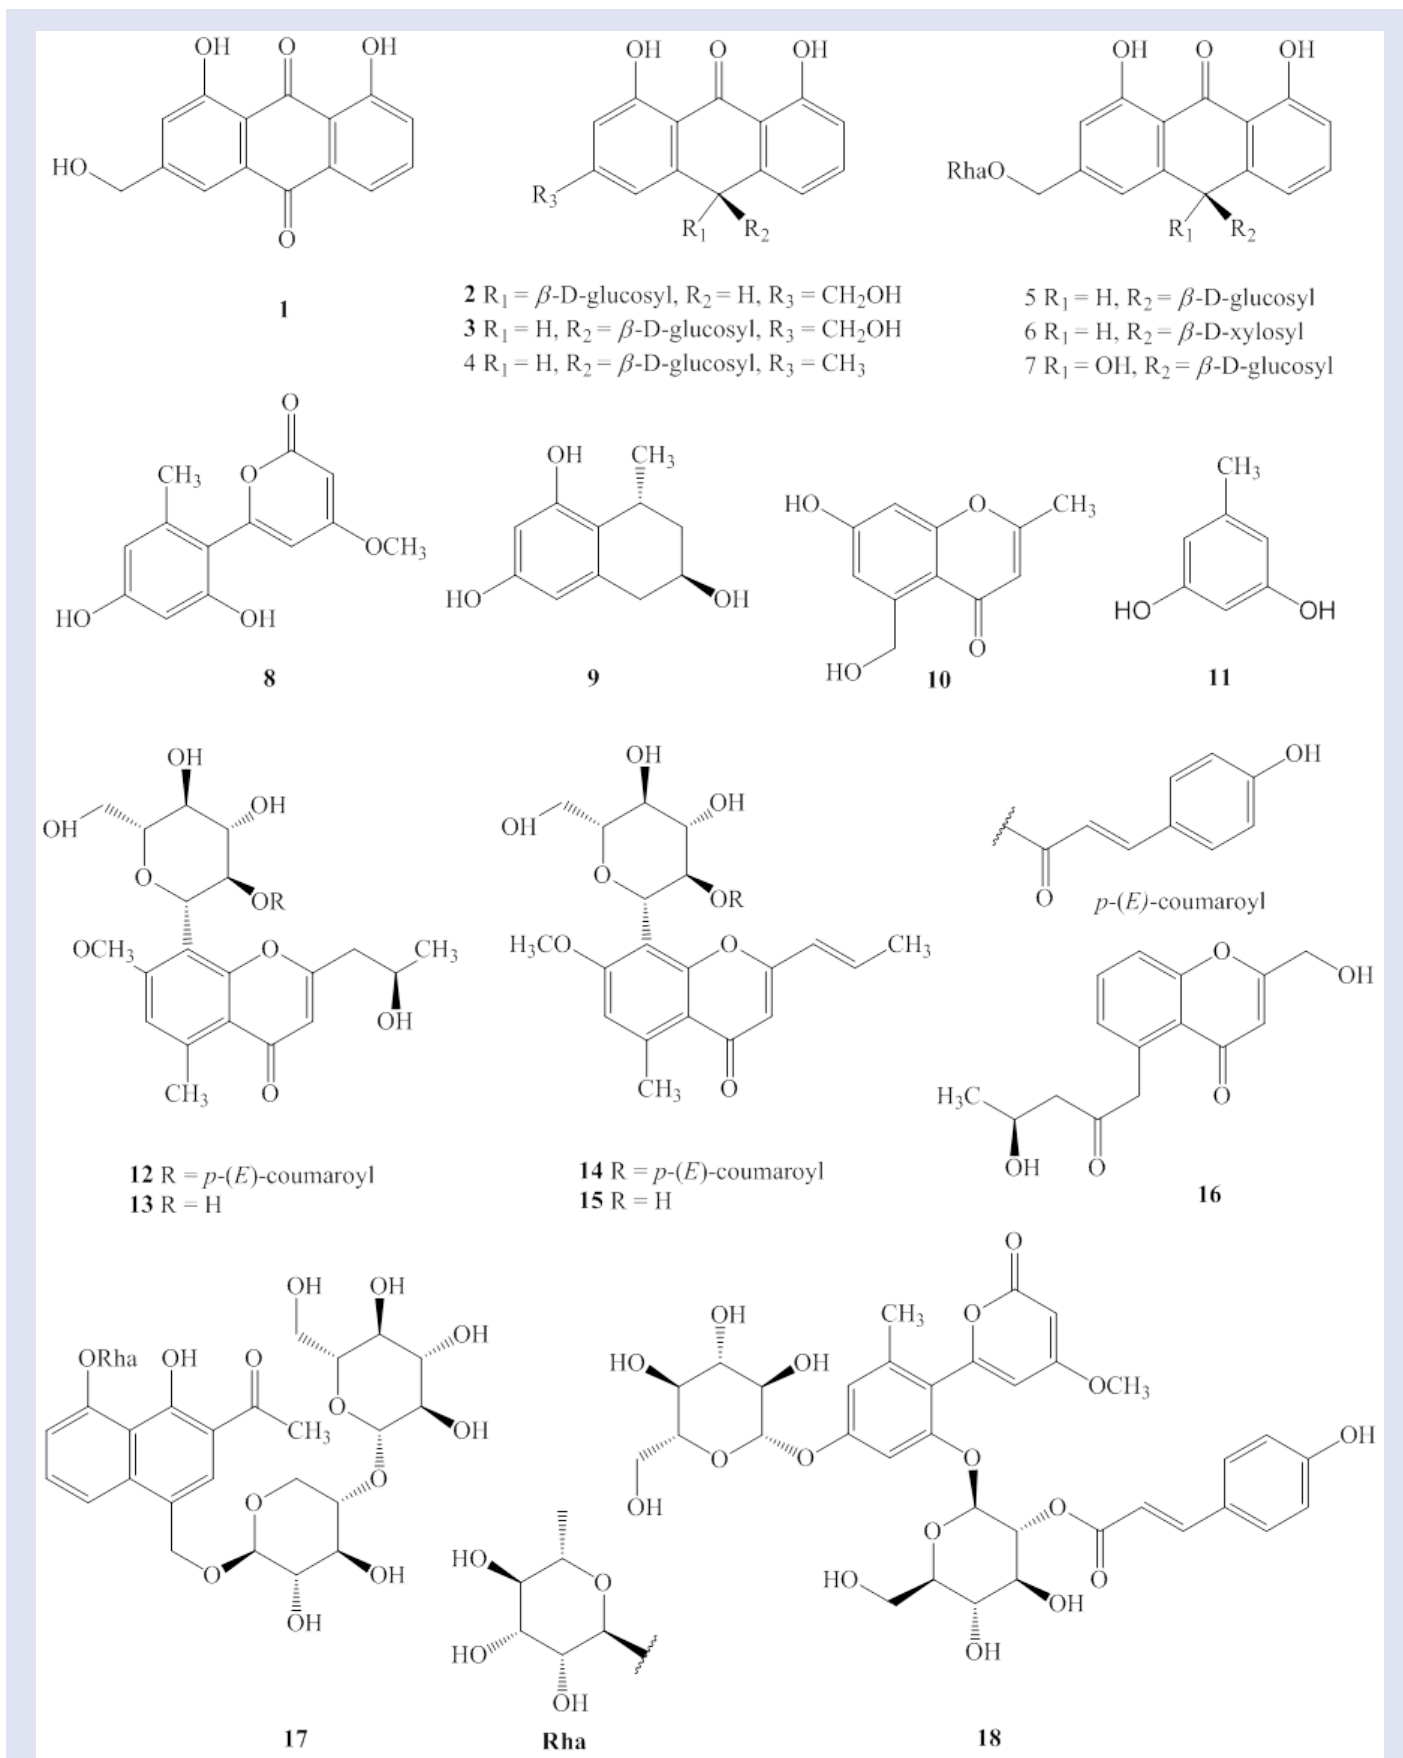 OH O OH
HO
O
1
OH O OH
R3
R1 R2
2 R1 = β-D-glucosyl, R2 = H, R3 = CH2OH
3 R1 = H, R2 = β-D-glucosyl, R3 = CH2OH
4 R1 = H, R2 = β-D-glucosyl, R3 = CH3
OH O OH
RhaO
R1 R2
5 R1 = H, R2 = β-D-glucosyl
6 R1 = H, R2 = β-D-xylosyl
7 R1 = OH, R2 = β-D-glucosyl
O
CH3 O
OCH3
HO OH
8
OH CH3
HO OH
9
HO O CH3
O
HO
10
CH3
HO OH
11
OH
OH
OH
O
OR
OCH3 O CH3
OH
CH3 O
12 R = p-(E)-coumaroyl
13 R = H
OH
OH
OH
O
OR
H3CO O CH3
CH3 O
14 R = p-(E)-coumaroyl
15 R = H
OH
O
p-(E)-coumaroyl
O
OH
O
H3C
OH O
16
OH OH
OH
ORha OH O
O
CH3 OH
O
O
O
OH
OH
17
HO
O
HO
OH
Rha
O
OH CH3 O
HO OH
OCH3
O O
OH
O
OH
O
O
HO
O
OH
OH
18